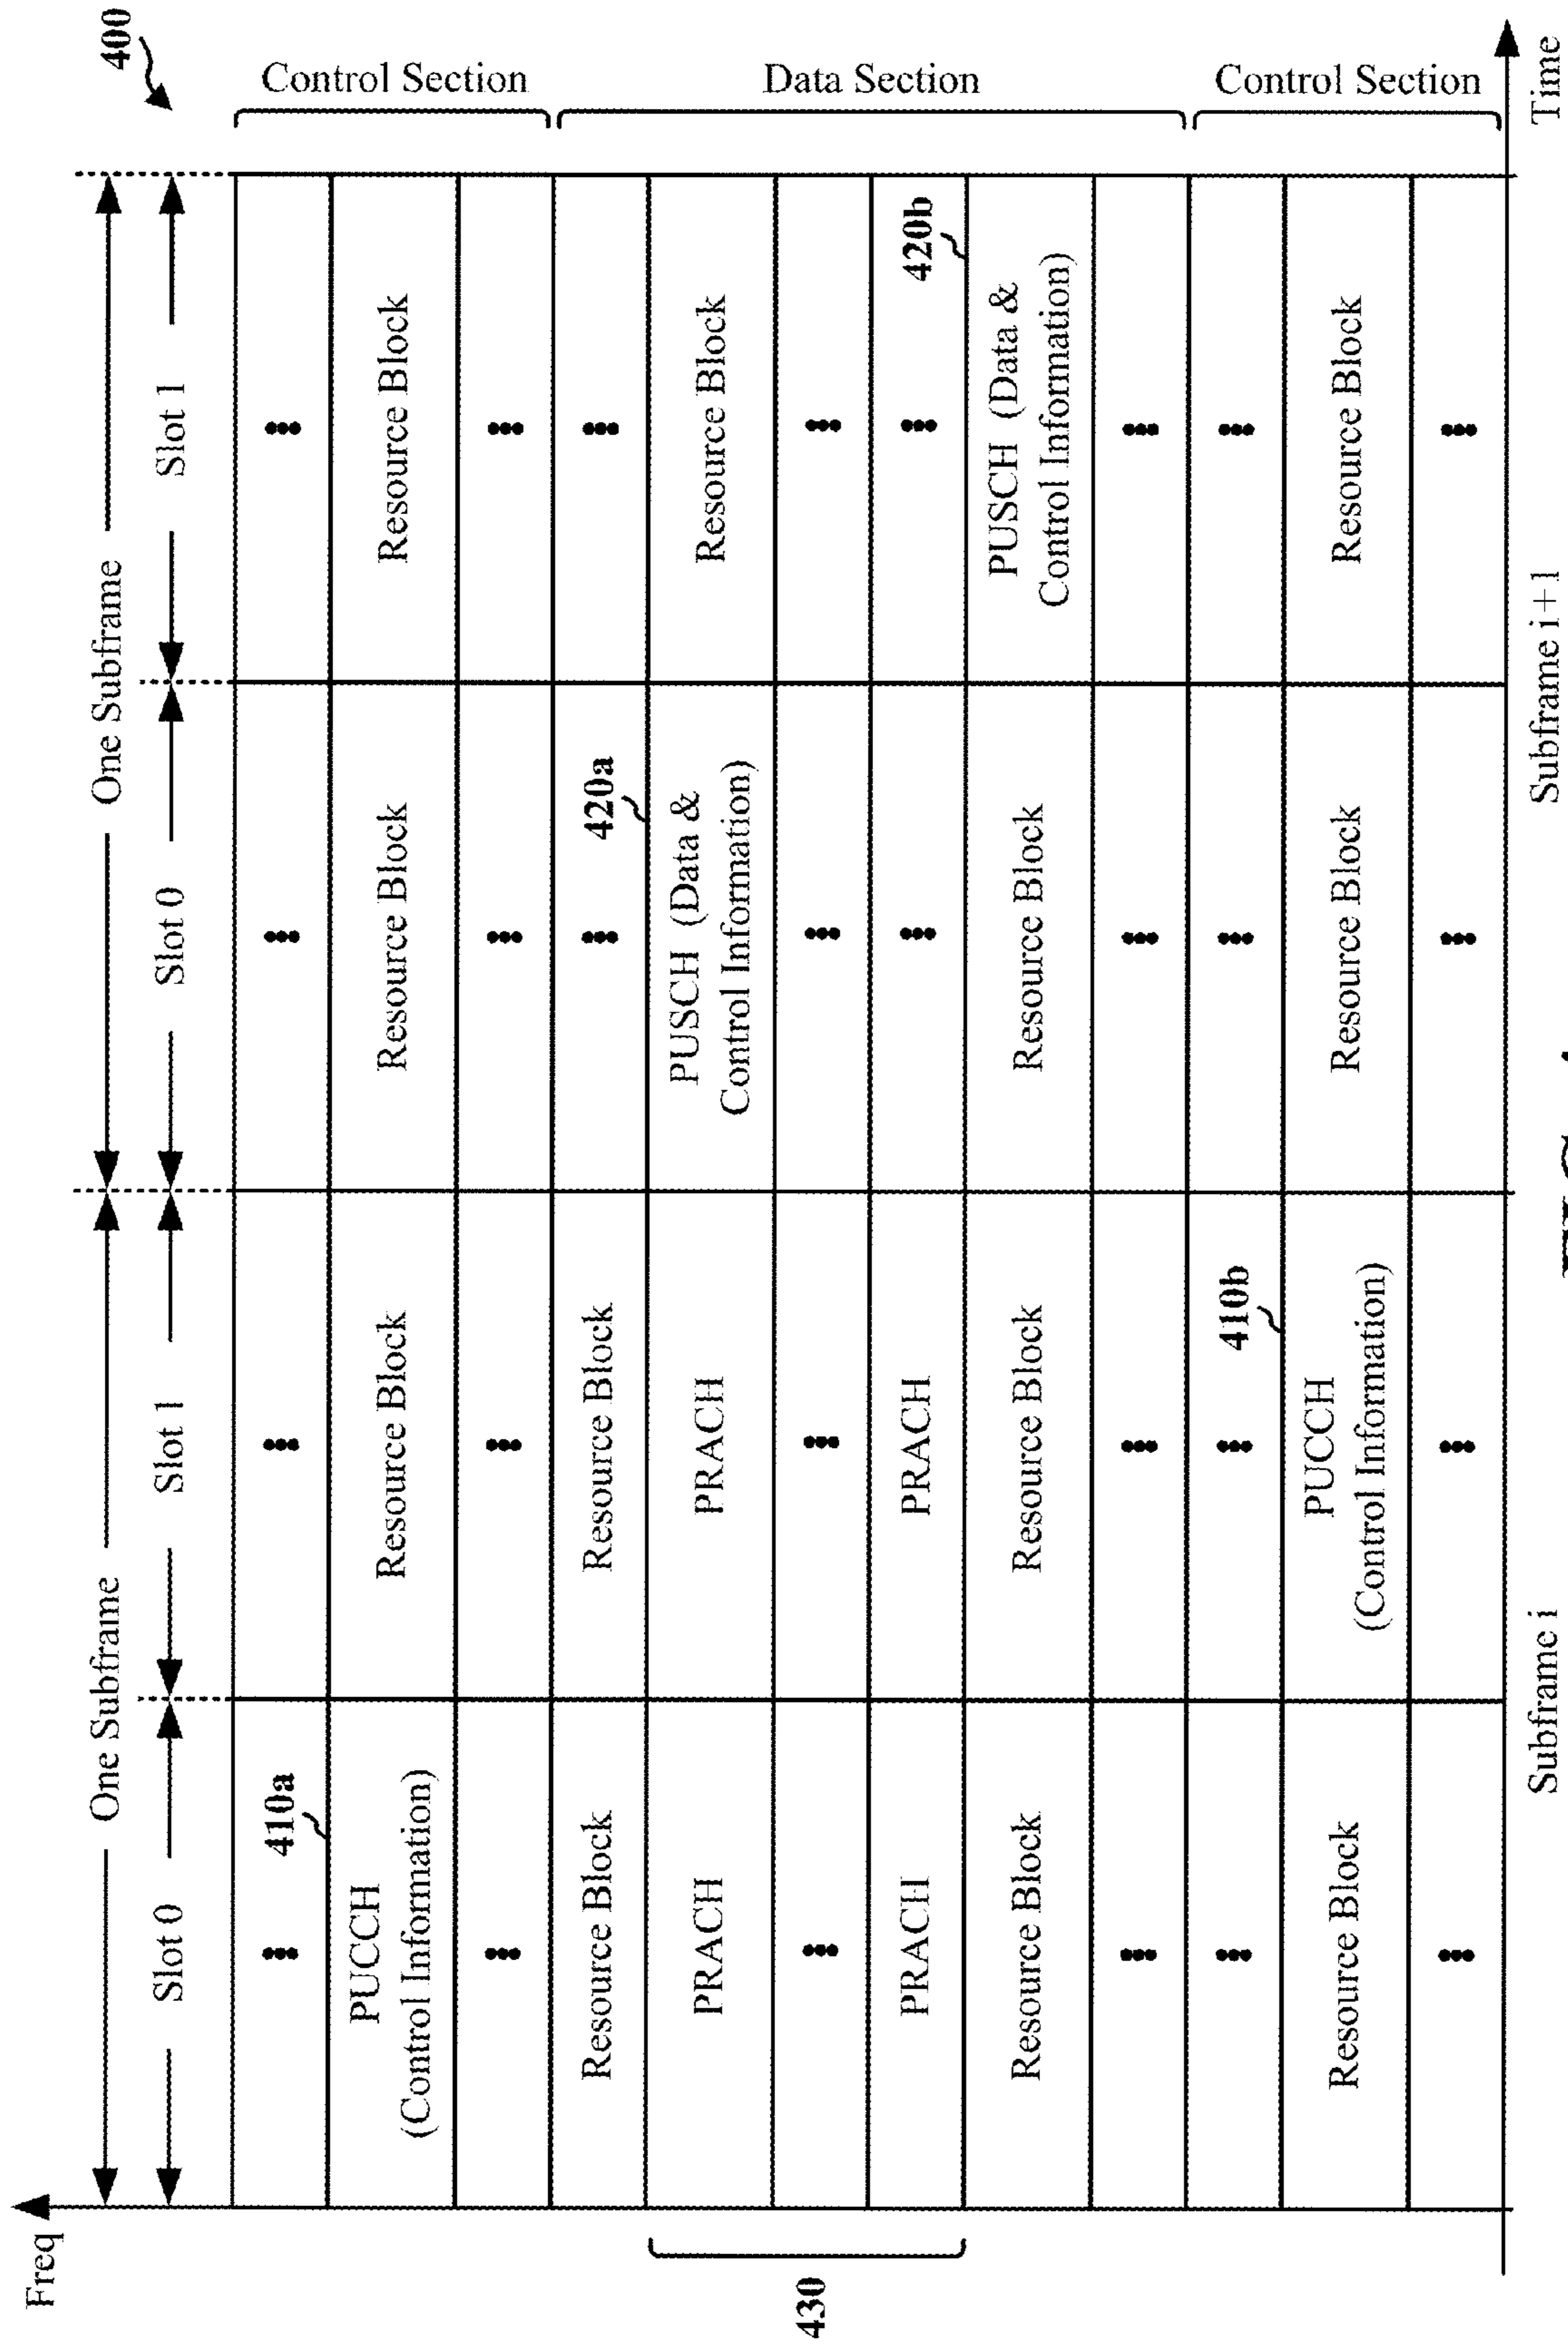 400
One Subframe
One Subframe
Slot 0
Slot 1
Slot 0
Slot 1
Freq
410a
•••
•••
•••
•••
Control Section
PUCCH
(Control Information)
Resource Block
Resource Block
Resource Block
•••
•••
•••
•••
Resource Block
Resource Block
•••
•••
420a
Data Section
430
PRACH
PRACH
PUSCH (Data &
Control Information)
Resource Block
•••
•••
•••
•••
PRACH
PRACH
•••
•••
420b
Resource Block
Resource Block
Resource Block
PUSCH (Data &
Control Information)
•••
•••
•••
•••
•••
•••
410b
•••
•••
Control Section
Resource Block
PUCCH
(Control Information)
Resource Block
Resource Block
•••
•••
•••
•••
Time
Subframe i
Subframe i+1